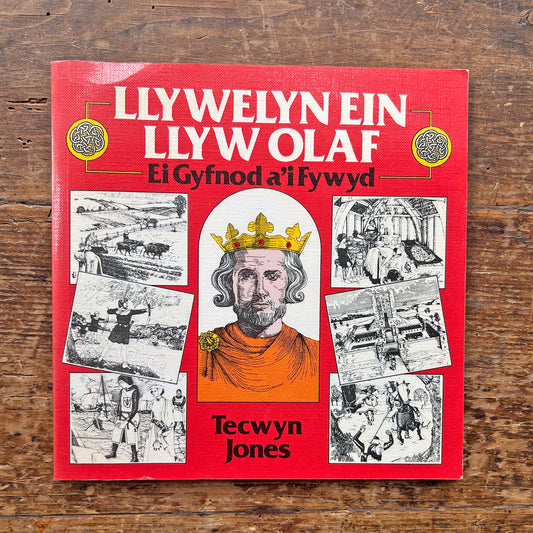 LLYWELYN EIN
LLYW OLAF
Ei Gyfnod a'i Fywyd
Tecwyn
Jones